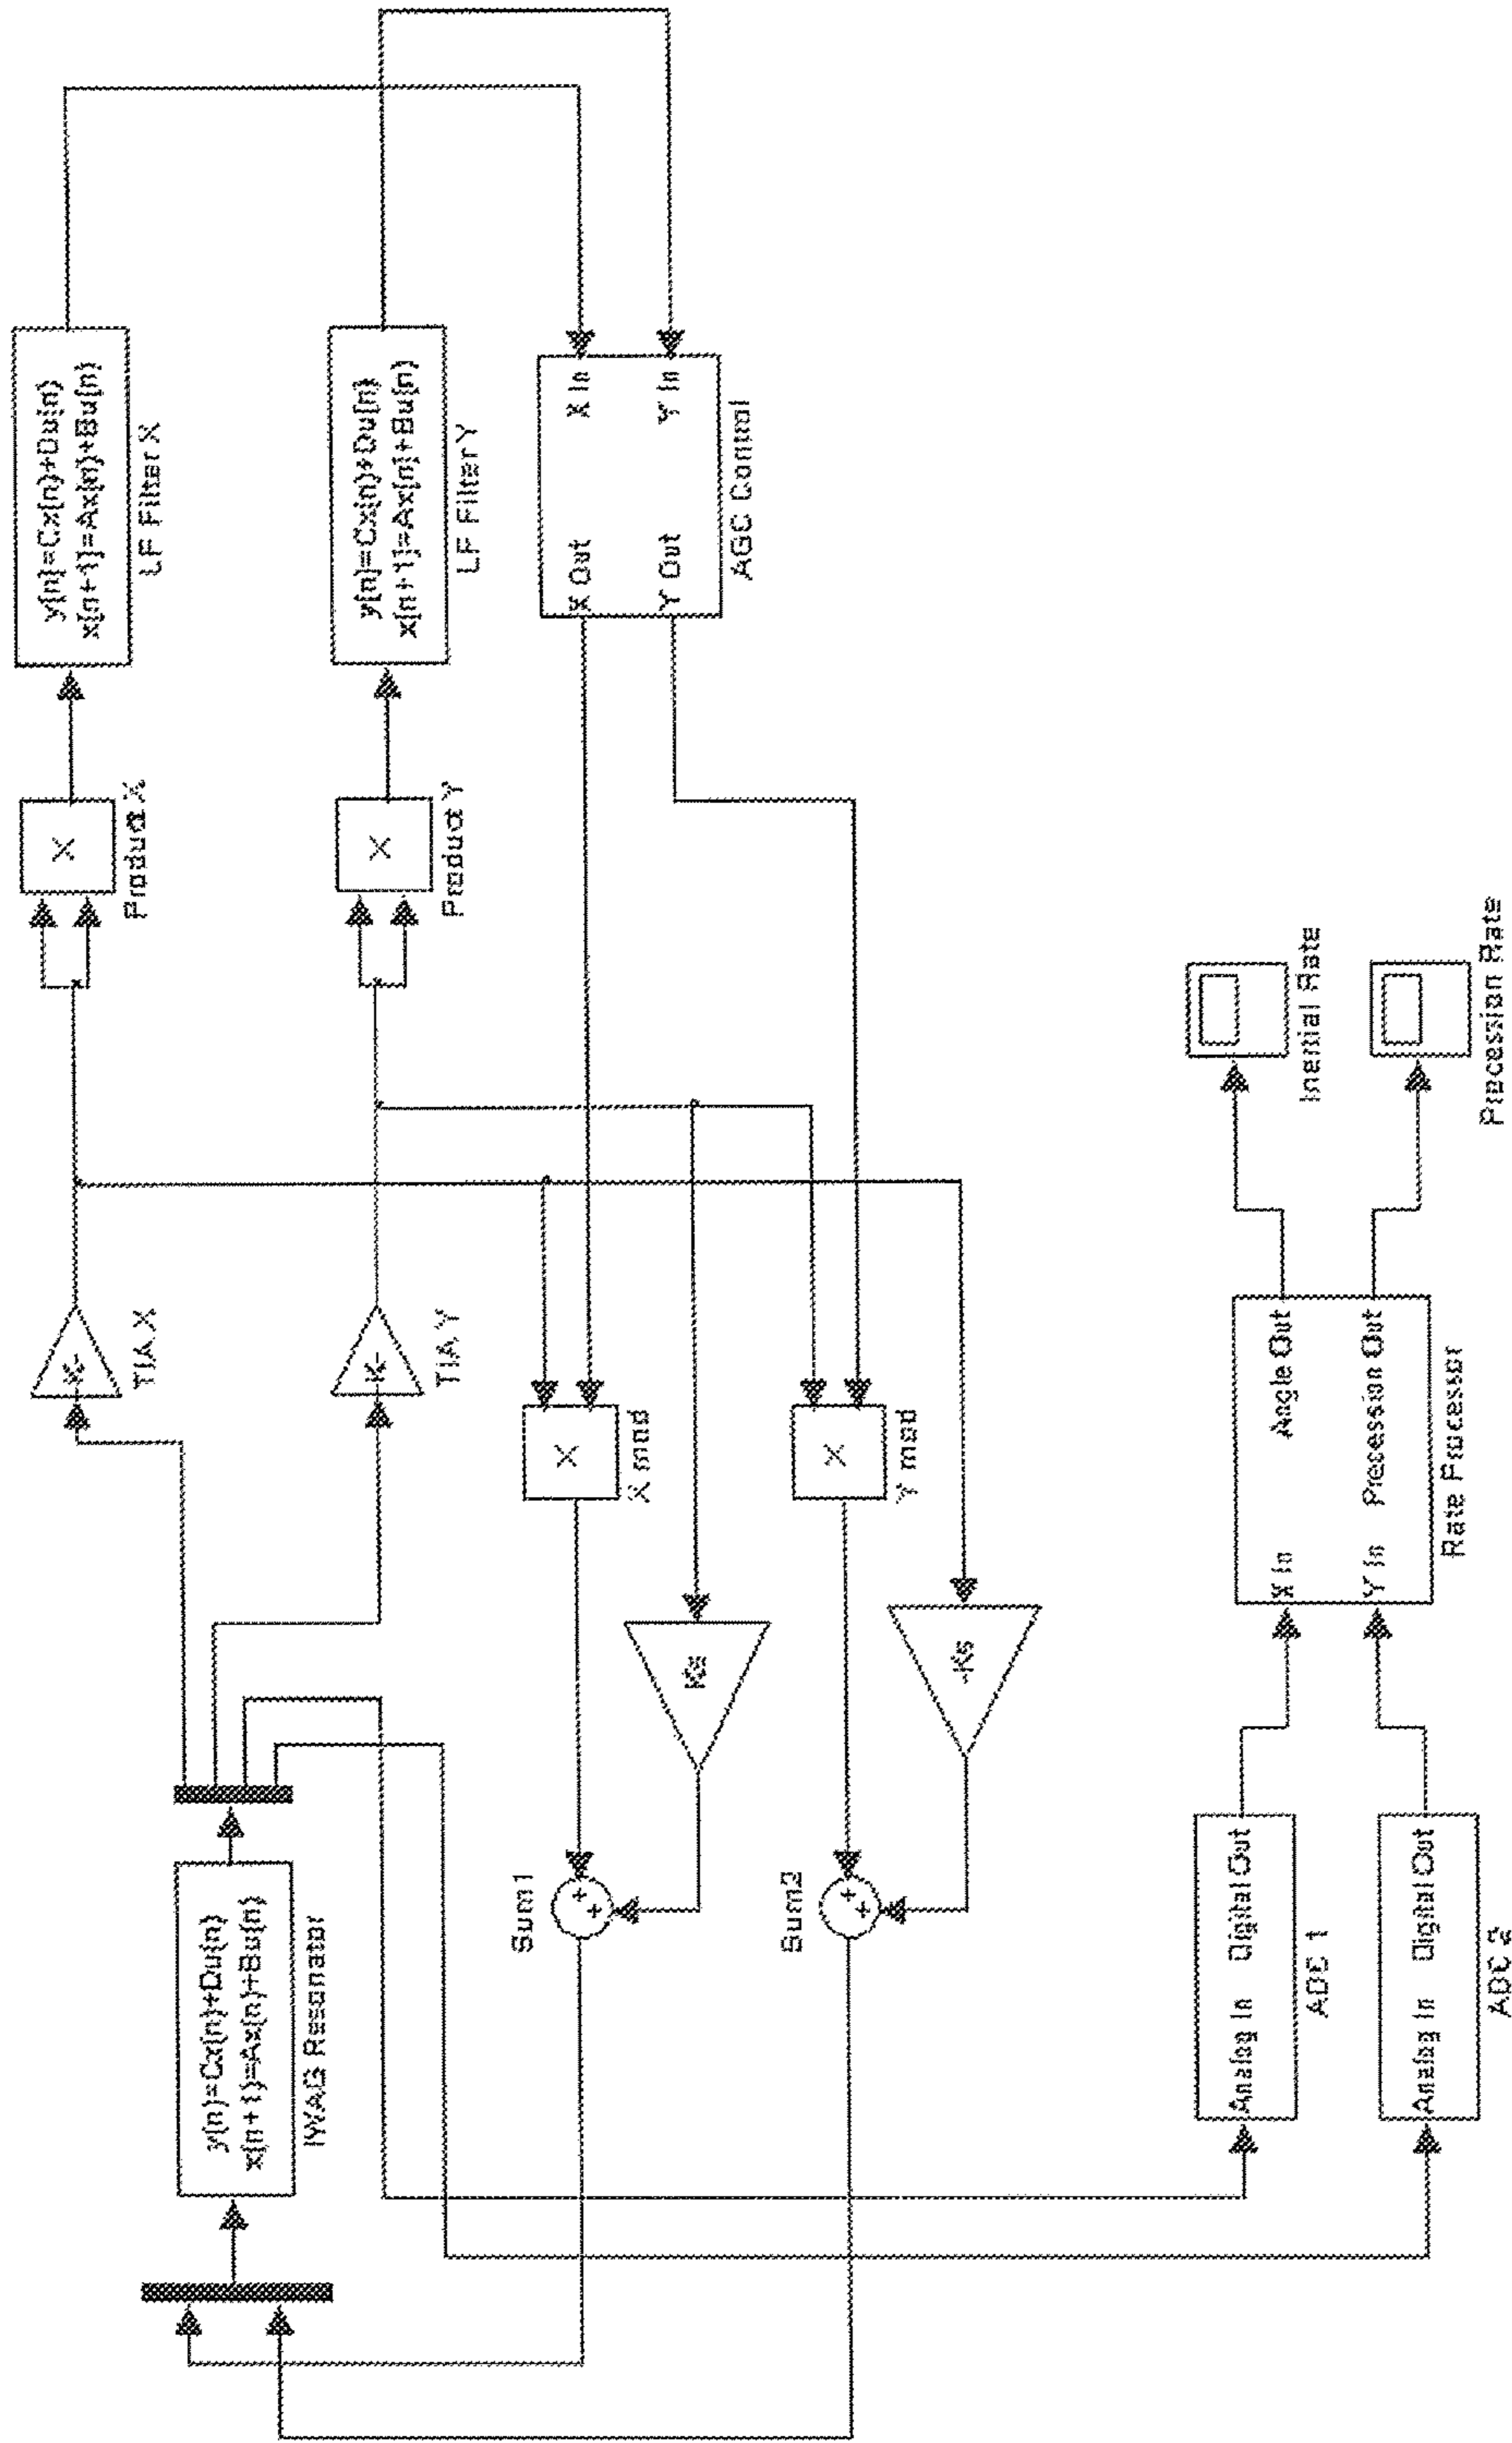 y[n]=Cx[n]+Du[n]
x[n+1]=Ax[n]+Bu[n]
IWAG Resonator
K-
TIA X
X
Product X
y[n]=Cx[n]+Du[n]
x[n+1]=Ax[n]+Bu[n]
LF Filter X
K-
TIA Y
X
Product Y
y[n]=Cx[n]+Du[n]
x[n+1]=Ax[n]+Bu[n]
LF Filter Y
Sum1
+
+
X
X mod
X Out
X In
Y Out
Y In
AGC Control
Ks
Sum2
+
+
X
Y mod
-Ks
Analog In
Digital Out
ADC 1
X In
Angle Out
Y In
Precession Out
Rate Processor
Inertial Rate
Analog In
Digital Out
ADC 2
Precession Rate